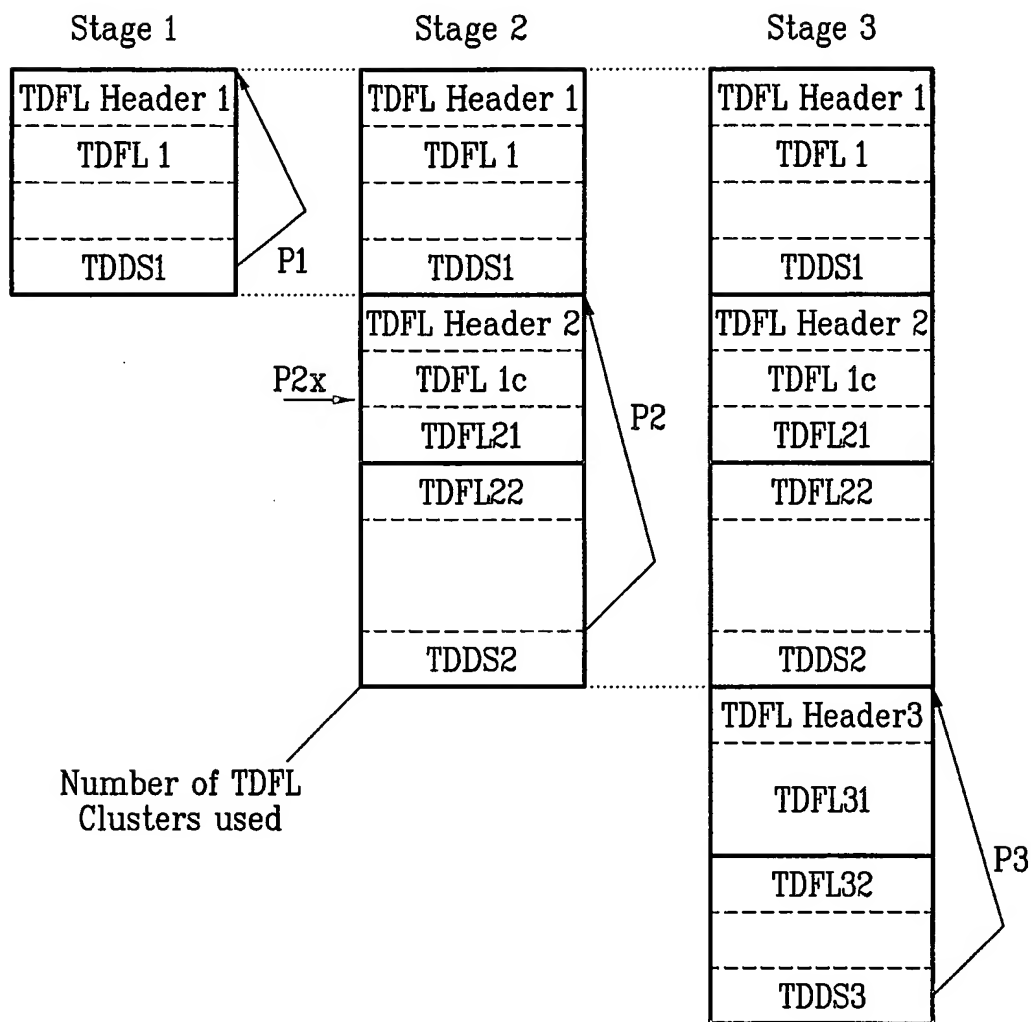 Stage 1
TDFL Header 1
TDFL 1
TDDS1
P1
Stage 2
TDFL Header 1
TDFL 1
TDDS1
TDFL Header 2
P2x
TDFL 1c
TDFL21
TDFL22
TDDS2
P2
Number of TDFL
Clusters used
Stage 3
TDFL Header 1
TDFL 1
TDDS1
TDFL Header 2
TDFL 1c
TDFL21
TDFL22
TDDS2
TDFL Header3
TDFL31
TDFL32
TDDS3
P3